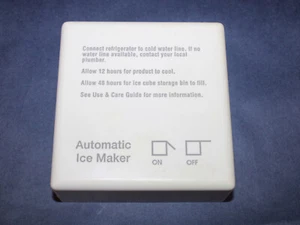 Connect refrigerator to cold water line. If no
water line available, contact your local
plumber.
Allow 12 hours for product to cool.
Allow 48 hours for ice cube storage bin to fill.
See Use & Care Guide for more information.
Automatic
Ice Maker
ON
OFF